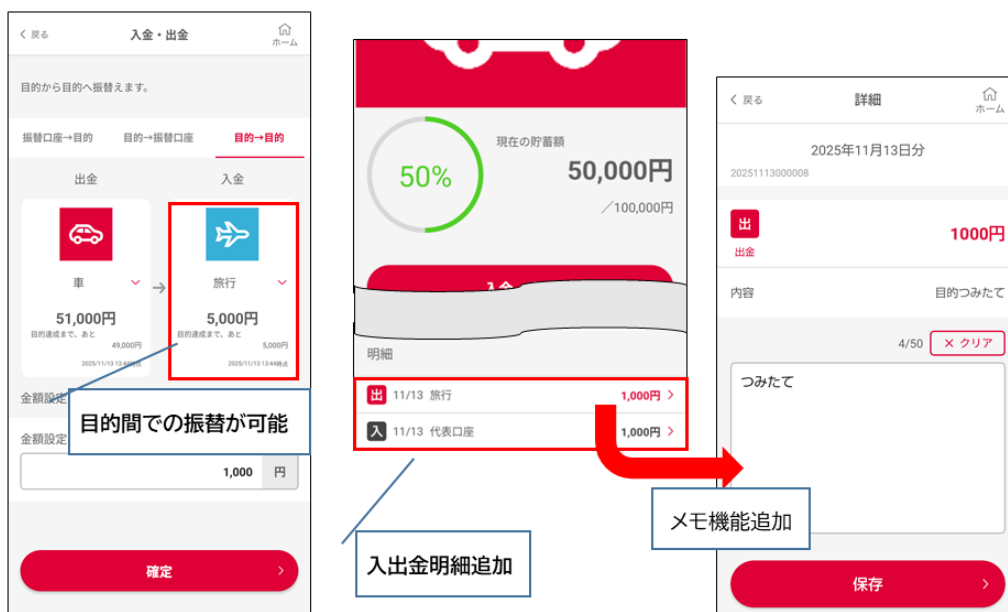 戻る
入金・出金
ホーム
目的から目的へ振替えます。
振替口座→目的
目的→振替口座
目的→目的
出金
入金
車
→
旅行
51,000円
目的達成まで、あと
49,000円
2025/11/13 13:44時点
5,000円
目的達成まで、あと
5,000円
2025/11/13 13:44時点
金額設定
目的間での振替が可能
金額設定
1,000
円
確定
50%
現在の貯蓄額
50,000円
／100,000円
明細
出 11/13 旅行 1,000円
入 11/13 代表口座 1,000円
入出金明細追加
戻る
詳細
ホーム
2025年11月13日分
20251113000008
出
出金
1000円
内容
目的つみたて
4/50
× クリア
つみたて
メモ機能追加
保存